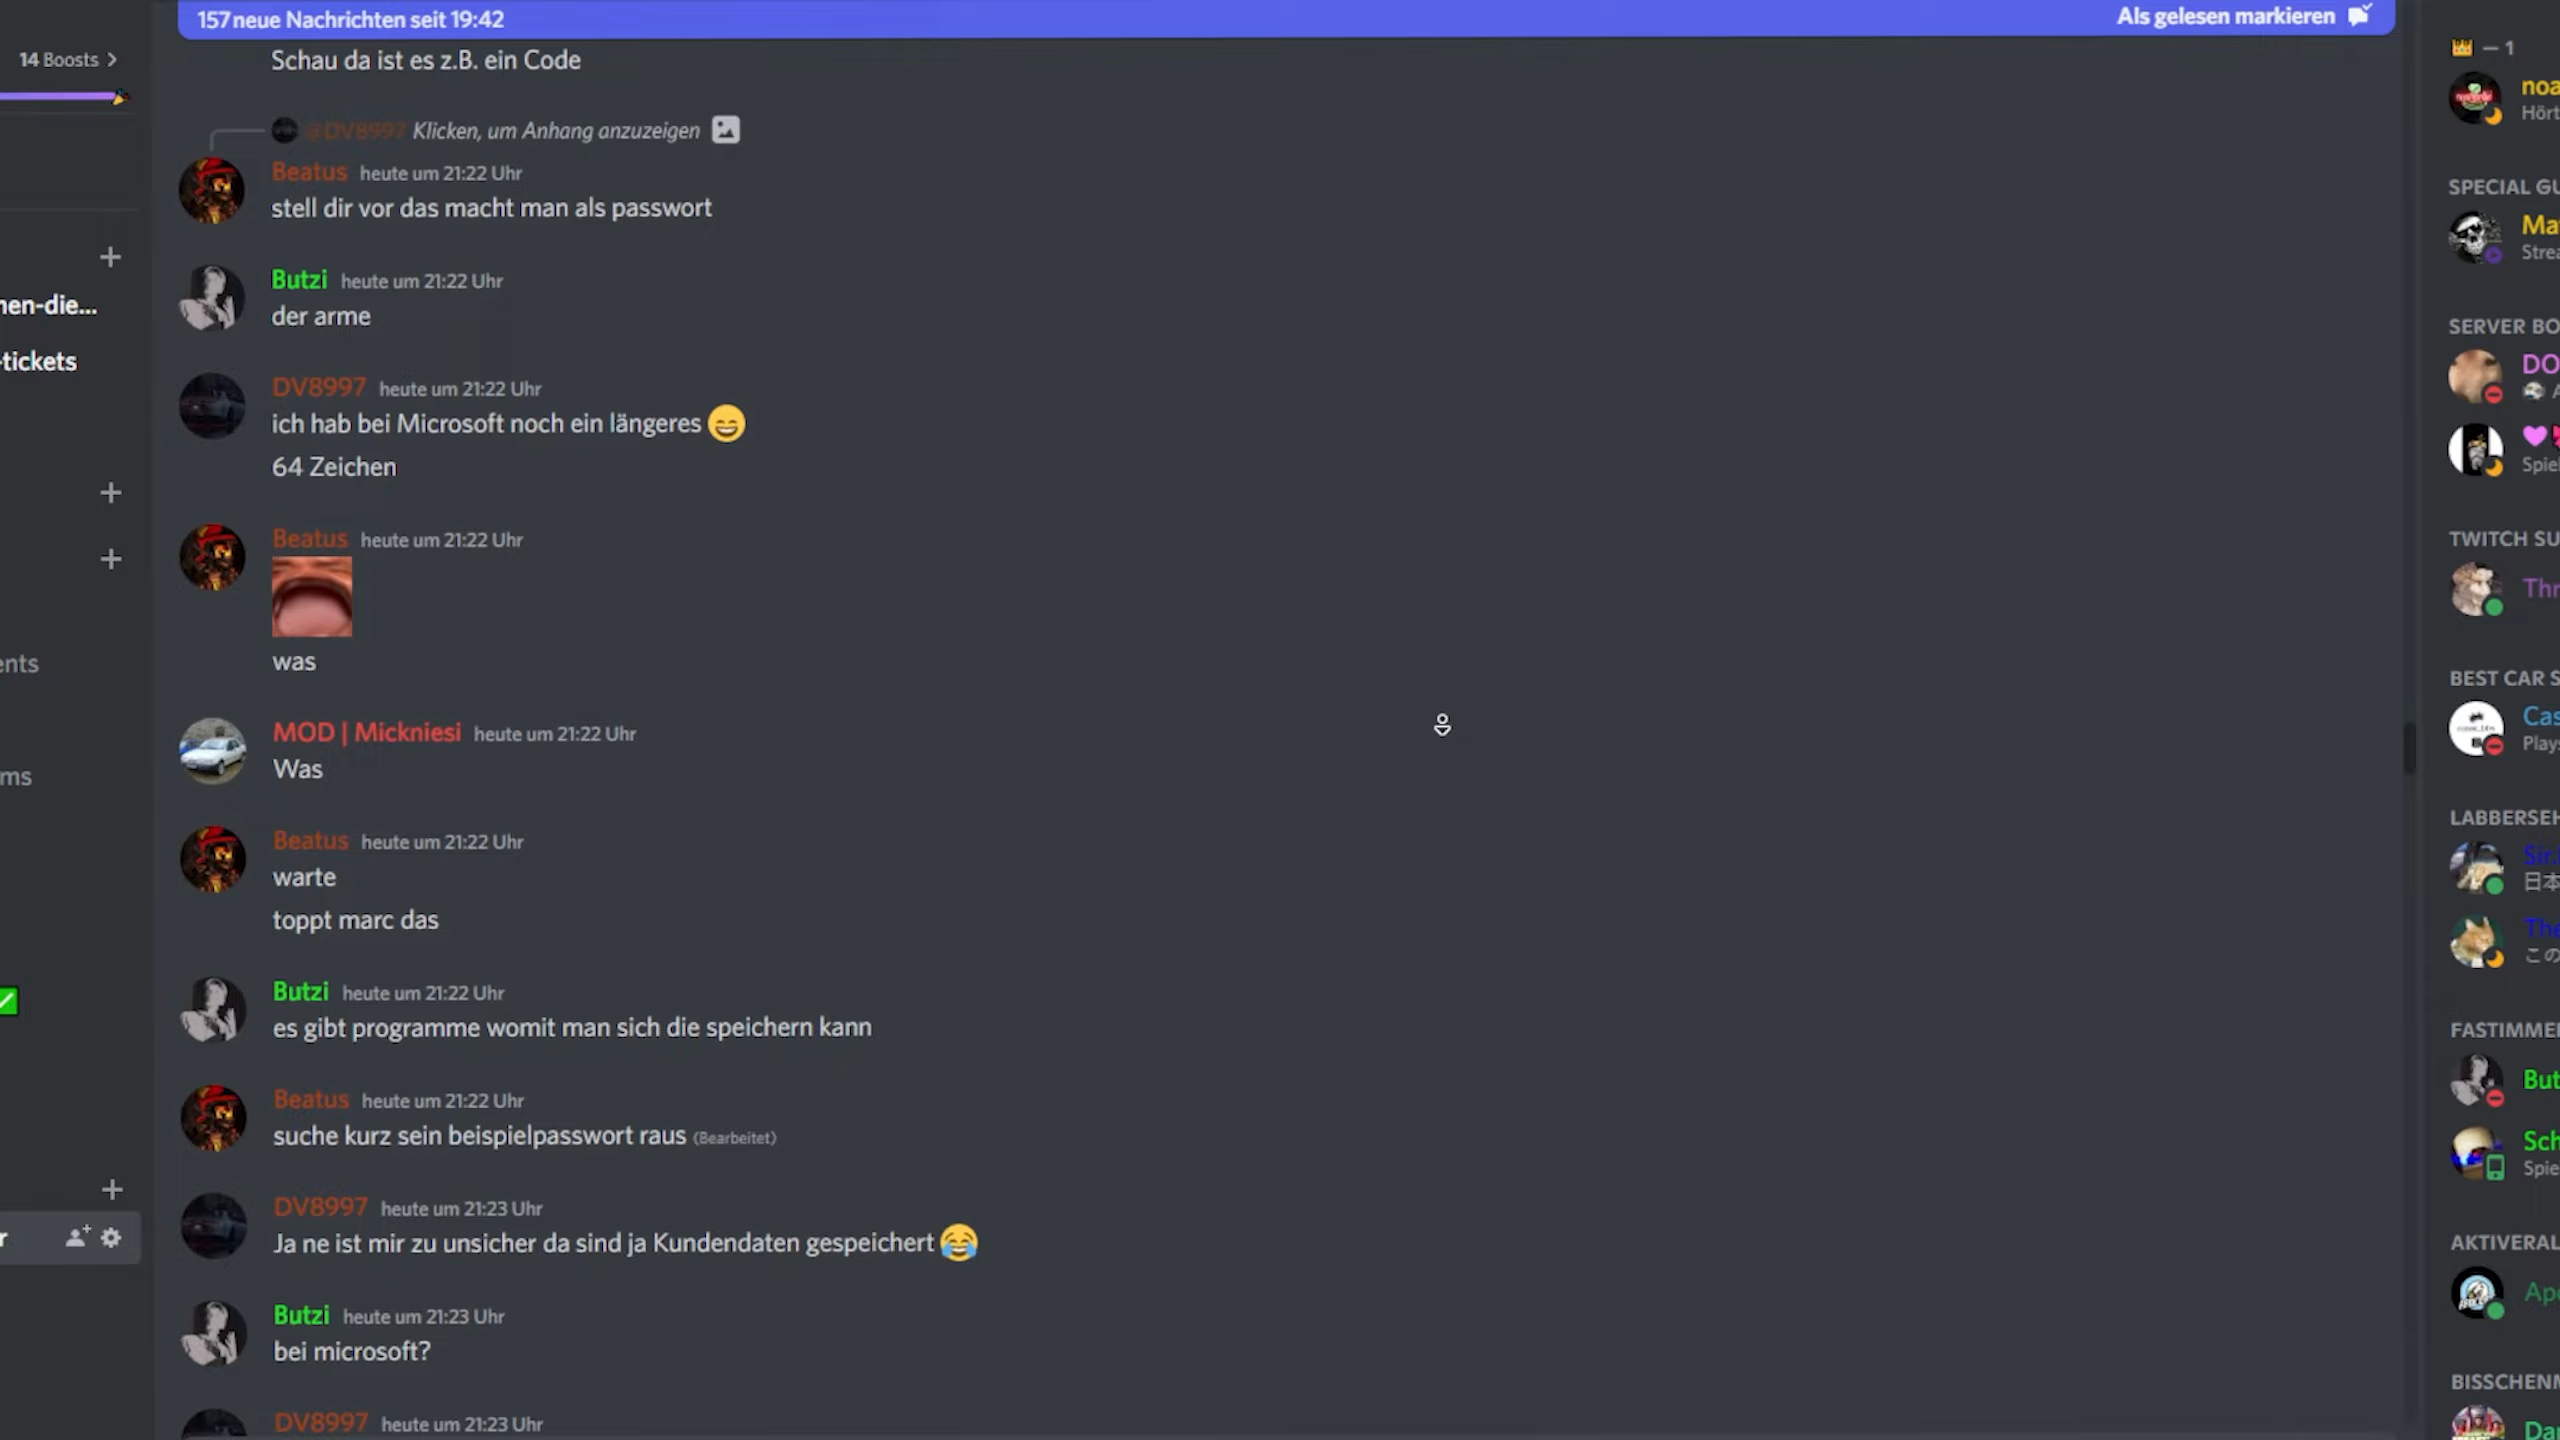 157 neue Nachrichten seit 19:42
Als gelesen markieren
14 Boosts
hen-die...
-tickets
ents
ms
r
Schau da ist es z.B. ein Code
@DV8997 Klicken, um Anhang anzuzeigen
Beatus heute um 21:22 Uhr
stell dir vor das macht man als passwort
Butzi heute um 21:22 Uhr
der arme
DV8997 heute um 21:22 Uhr
ich hab bei Microsoft noch ein längeres
64 Zeichen
Beatus heute um 21:22 Uhr
was
MOD | Mickniesi heute um 21:22 Uhr
Was
Beatus heute um 21:22 Uhr
warte
toppt marc das
Butzi heute um 21:22 Uhr
es gibt programme womit man sich die speichern kann
Beatus heute um 21:22 Uhr
suche kurz sein beispielpasswort raus (Bearbeitet)
DV8997 heute um 21:23 Uhr
Ja ne ist mir zu unsicher da sind ja Kundendaten gespeichert
Butzi heute um 21:23 Uhr
bei microsoft?
DV8997 heute um 21:23 Uhr
— 1
noa
Hört
SPECIAL GU
Ma
Strea
SERVER BO
DO
A
Spiel
TWITCH SU
Thr
BEST CAR S
Cas
Plays
LABBERSEH
Sir.
日本
The
この
FASTIMMER
But
Sch
Spie
AKTIVERAL
Apo
BISSCHENM
Dar